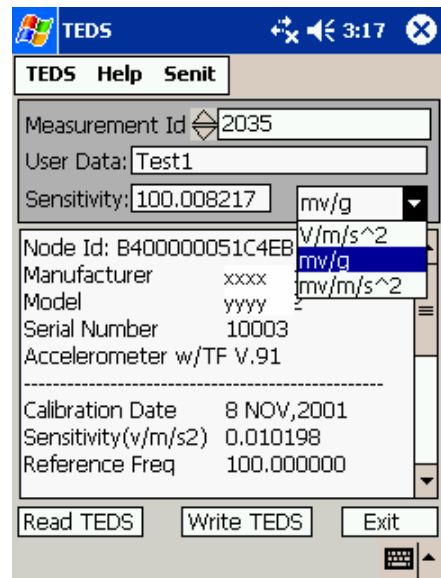 TEDS 3:17
TEDS Help Senit
Measurement Id 2035
User Data: Test1
Sensitivity: 100.008217 mv/g
V/m/s^2
mv/g
mv/m/s^2
Node Id: B400000051C4EB
Manufacturer xxxx
Model yyyy
Serial Number 10003
Accelerometer w/TF V.91
------------------------------------------------
Calibration Date 8 NOV,2001
Sensitivity(v/m/s2) 0.010198
Reference Freq 100.000000
Read TEDS Write TEDS Exit